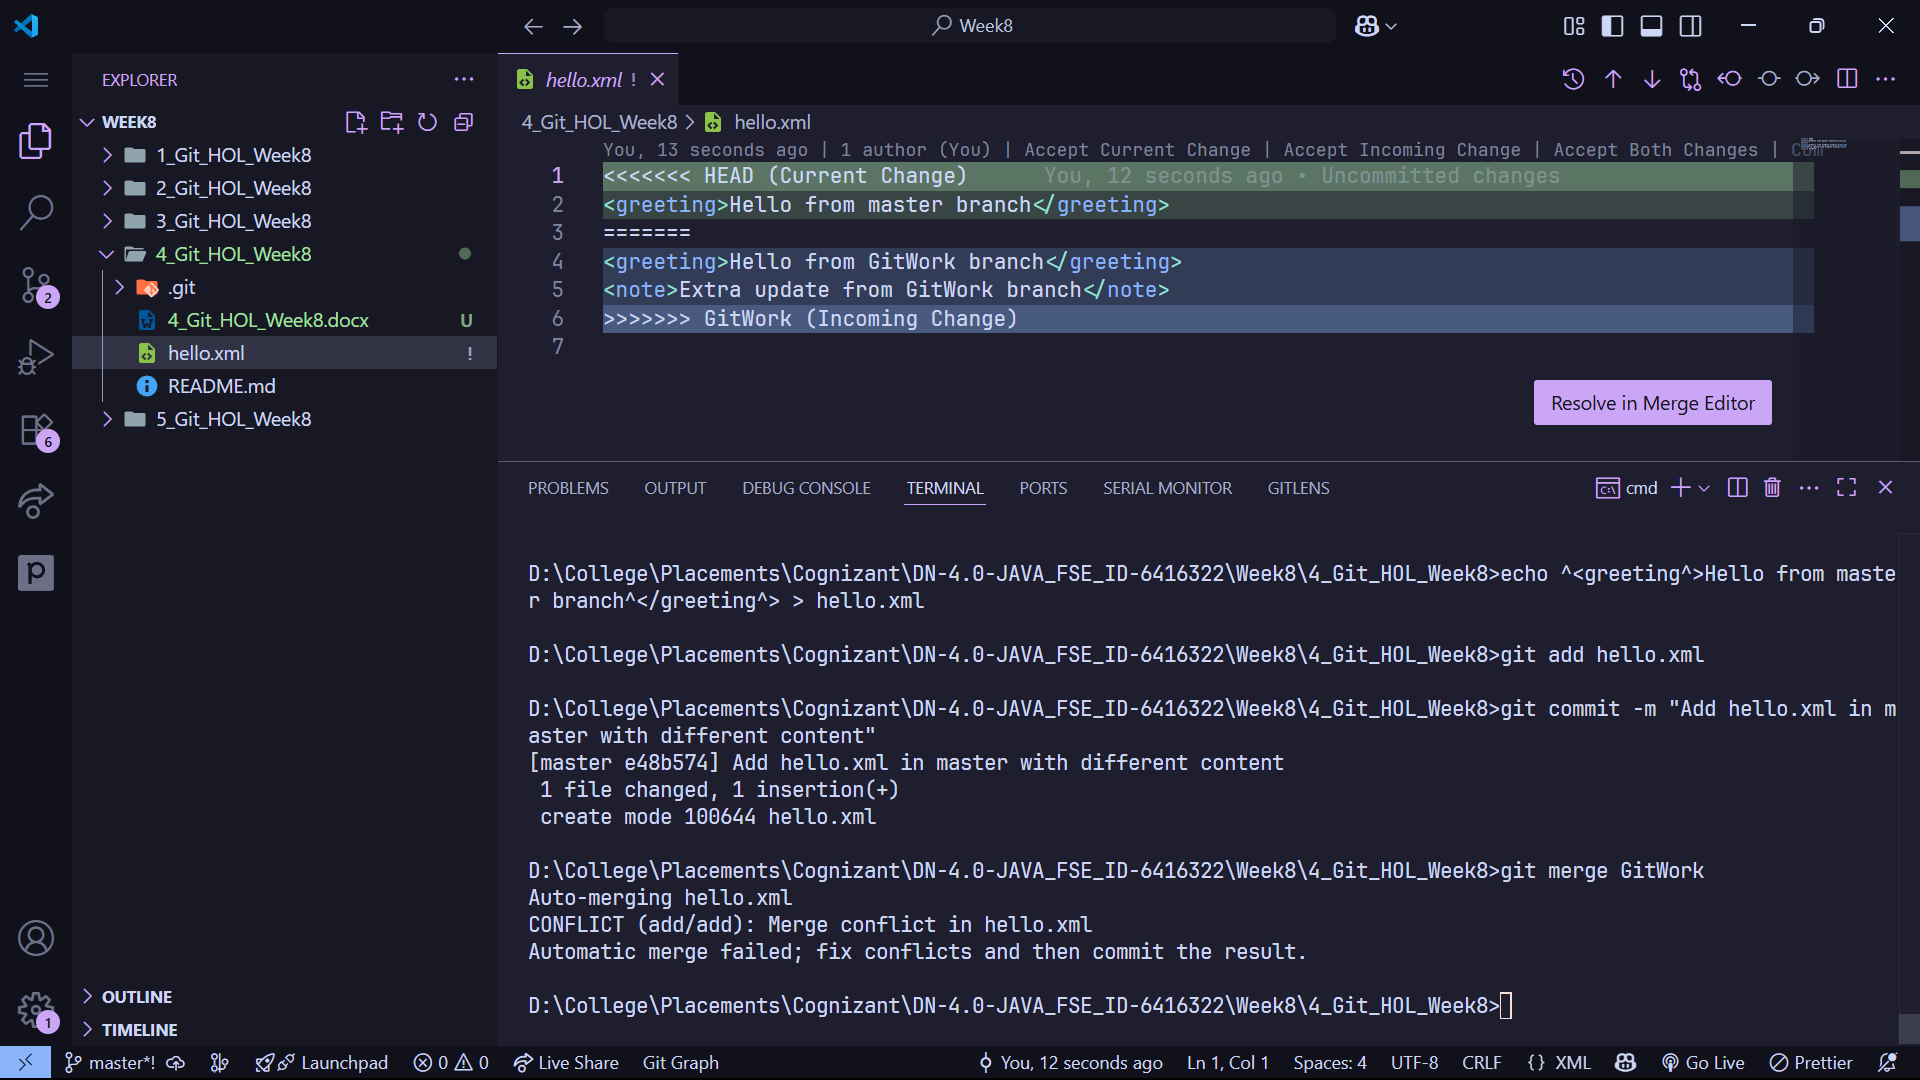 Week8
EXPLORER
WEEK8
1_Git_HOL_Week8
2_Git_HOL_Week8
3_Git_HOL_Week8
4_Git_HOL_Week8
.git
4_Git_HOL_Week8.docx U
hello.xml !
README.md
5_Git_HOL_Week8
2
6
P
1
OUTLINE
TIMELINE
hello.xml !
4_Git_HOL_Week8 > hello.xml
You, 13 seconds ago | 1 author (You) | Accept Current Change | Accept Incoming Change | Accept Both Changes | Com
1 <<<<<<< HEAD (Current Change) You, 12 seconds ago • Uncommitted changes
2 <greeting>Hello from master branch</greeting>
3 =======
4 <greeting>Hello from GitWork branch</greeting>
5 <note>Extra update from GitWork branch</note>
6 >>>>>>> GitWork (Incoming Change)
7
Resolve in Merge Editor
PROBLEMS OUTPUT DEBUG CONSOLE TERMINAL PORTS SERIAL MONITOR GITLENS
cmd
D:\College\Placements\Cognizant\DN-4.0-JAVA_FSE_ID-6416322\Week8\4_Git_HOL_Week8>echo ^<greeting^>Hello from maste
r branch^</greeting^> > hello.xml
D:\College\Placements\Cognizant\DN-4.0-JAVA_FSE_ID-6416322\Week8\4_Git_HOL_Week8>git add hello.xml
D:\College\Placements\Cognizant\DN-4.0-JAVA_FSE_ID-6416322\Week8\4_Git_HOL_Week8>git commit -m "Add hello.xml in m
aster with different content"
[master e48b574] Add hello.xml in master with different content
1 file changed, 1 insertion(+)
create mode 100644 hello.xml
D:\College\Placements\Cognizant\DN-4.0-JAVA_FSE_ID-6416322\Week8\4_Git_HOL_Week8>git merge GitWork
Auto-merging hello.xml
CONFLICT (add/add): Merge conflict in hello.xml
Automatic merge failed; fix conflicts and then commit the result.
D:\College\Placements\Cognizant\DN-4.0-JAVA_FSE_ID-6416322\Week8\4_Git_HOL_Week8>
master*! Launchpad 0 0 Live Share Git Graph You, 12 seconds ago Ln 1, Col 1 Spaces: 4 UTF-8 CRLF {} XML Go Live Prettier